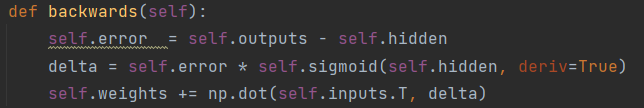 def backwards(self):
    self.error  = self.outputs - self.hidden
    delta = self.error * self.sigmoid(self.hidden, deriv=True)
    self.weights += np.dot(self.inputs.T, delta)